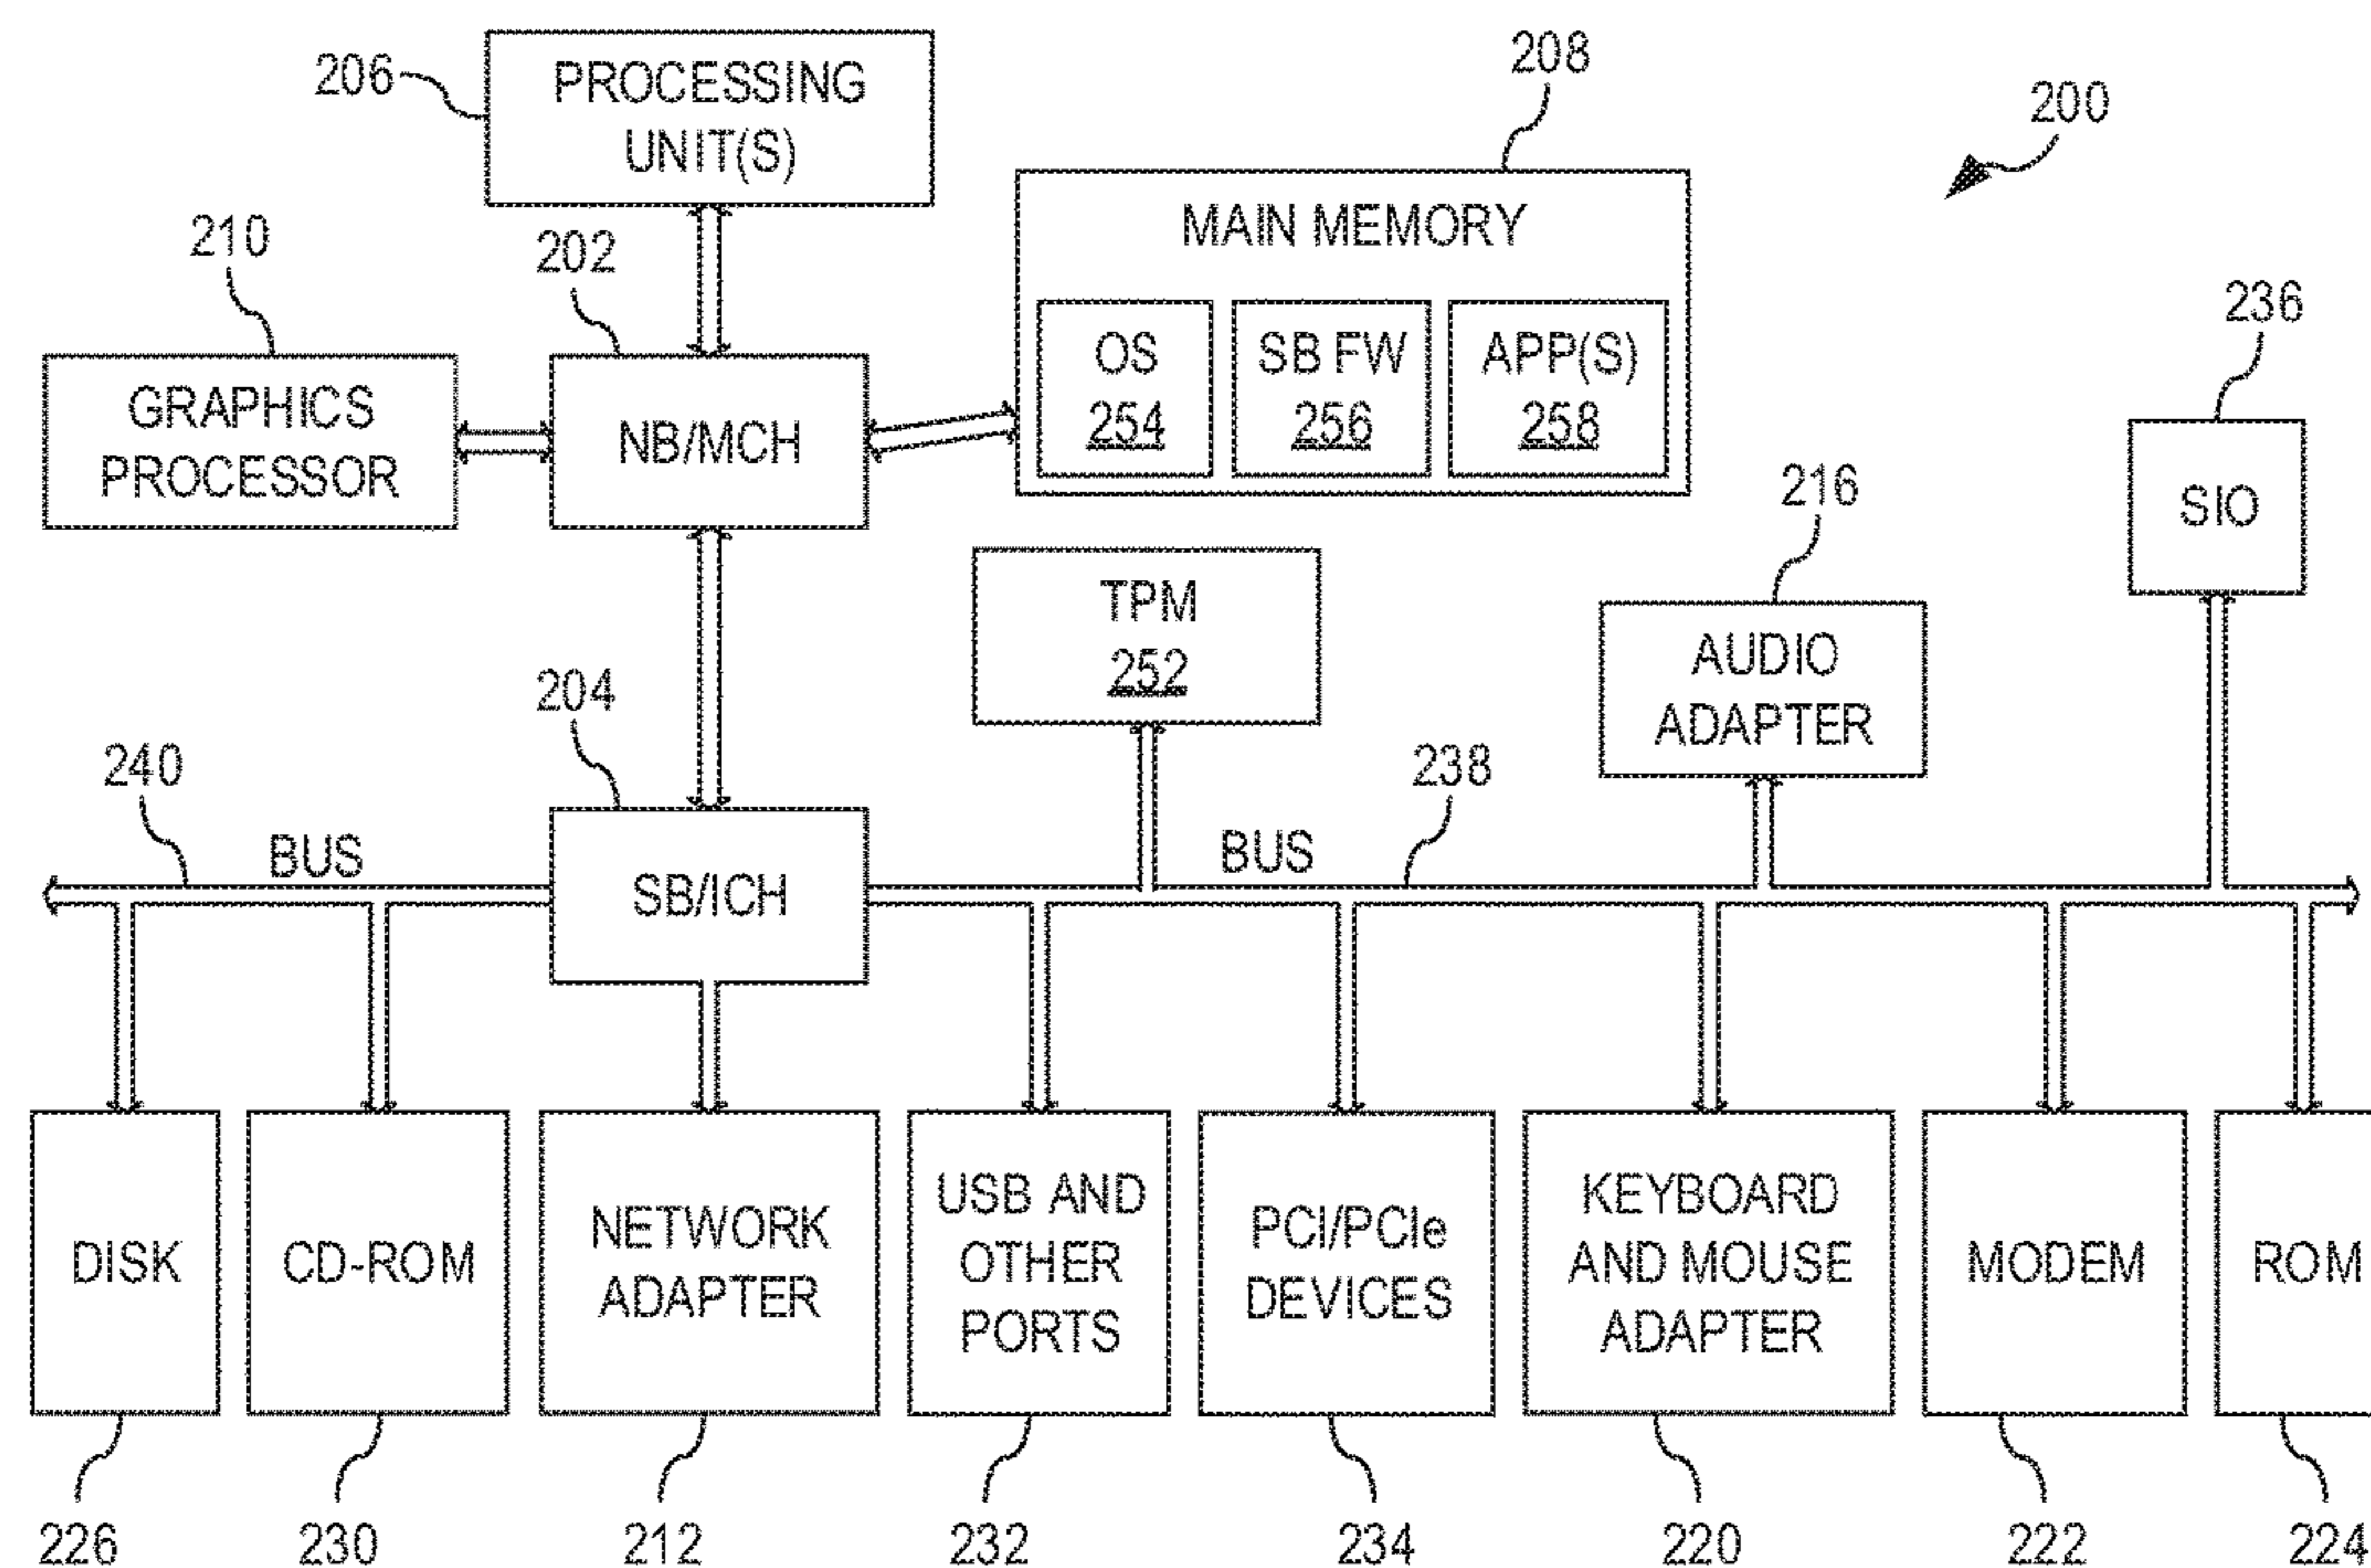 206
PROCESSING
UNIT(S)
208
200
210
202
MAIN MEMORY
236
GRAPHICS
PROCESSOR
NB/MCH
OS
254
SB FW
256
APP(S)
258
216
SIO
TPM
252
AUDIO
ADAPTER
204
240
238
BUS
SB/ICH
BUS
DISK
CD-ROM
NETWORK
ADAPTER
USB AND
OTHER
PORTS
PCI/PCIe
DEVICES
KEYBOARD
AND MOUSE
ADAPTER
MODEM
ROM
226
230
212
232
234
220
222
224